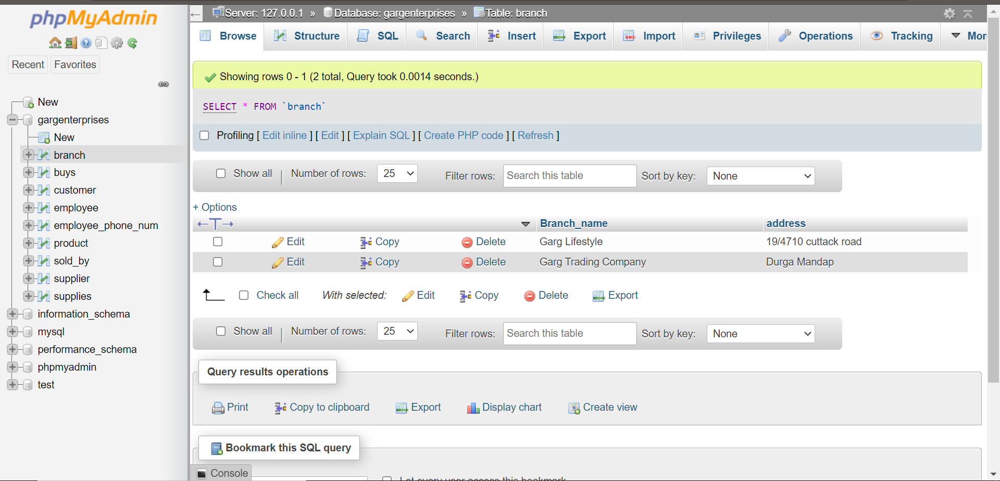 phpMyAdmin
Recent Favorites
New
gargenterprises
New
branch
buys
customer
employee
employee_phone_num
product
sold_by
supplier
supplies
information_schema
mysql
performance_schema
phpmyadmin
test
Server: 127.0.0.1 » Database: gargenterprises » Table: branch
Browse Structure SQL Search Insert Export Import Privileges Operations Tracking Mor
Showing rows 0 - 1 (2 total, Query took 0.0014 seconds.)
SELECT * FROM `branch`
Profiling [ Edit inline ] [ Edit ] [ Explain SQL ] [ Create PHP code ] [ Refresh ]
Show all | Number of rows: 25 Filter rows: Search this table Sort by key: None
+ Options
←T→ Branch_name address
Edit Copy Delete Garg Lifestyle 19/4710 cuttack road
Edit Copy Delete Garg Trading Company Durga Mandap
Check all With selected: Edit Copy Delete Export
Show all | Number of rows: 25 Filter rows: Search this table Sort by key: None
Query results operations
Print Copy to clipboard Export Display chart Create view
Bookmark this SQL query
Console
Let every user access this bookmark